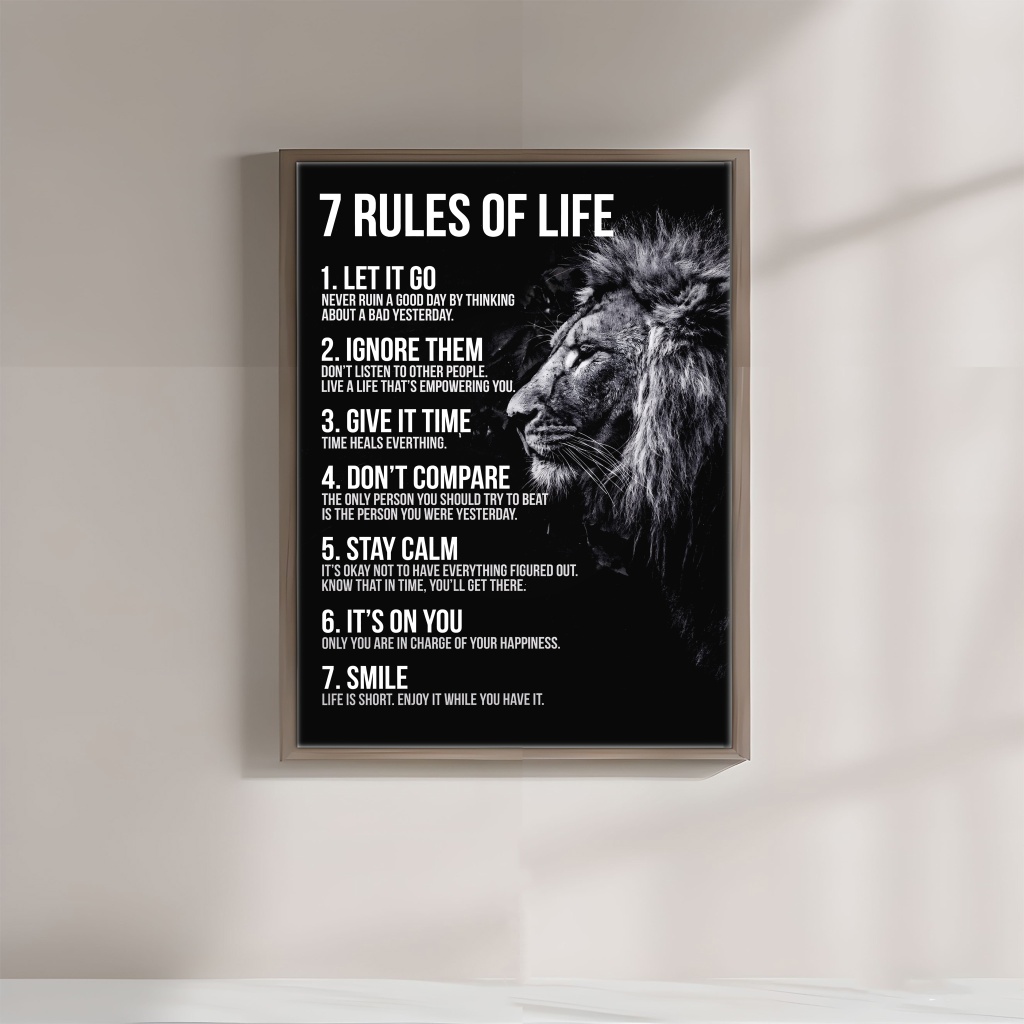 7 RULES OF LIFE
1. LET IT GO
NEVER RUIN A GOOD DAY BY THINKING
ABOUT A BAD YESTERDAY.
2. IGNORE THEM
DON'T LISTEN TO OTHER PEOPLE.
LIVE A LIFE THAT'S EMPOWERING YOU.
3. GIVE IT TIME
TIME HEALS EVERTHING.
4. DON'T COMPARE
THE ONLY PERSON YOU SHOULD TRY TO BEAT
IS THE PERSON YOU WERE YESTERDAY.
5. STAY CALM
IT'S OKAY NOT TO HAVE EVERYTHING FIGURED OUT.
KNOW THAT IN TIME, YOU'LL GET THERE.
6. IT'S ON YOU
ONLY YOU ARE IN CHARGE OF YOUR HAPPINESS.
7. SMILE
LIFE IS SHORT. ENJOY IT WHILE YOU HAVE IT.